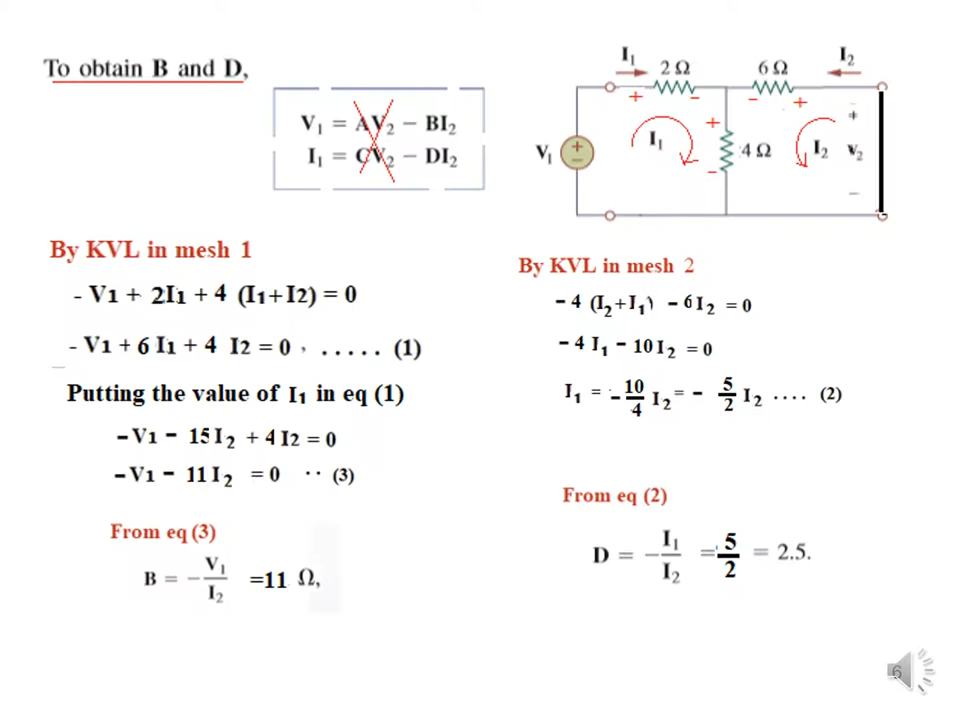 To obtain B and D,
V1 = AV2 − BI2
I1 = CV2 − DI2
I1
2 Ω
6 Ω
I2
+
−
−
+
V1
+
−
I1
+
−
4 Ω
I2
+
V2
−
By KVL in mesh 1
- V1 + 2I1 + 4 (I1+I2) = 0
- V1 + 6 I1 + 4 I2 = 0 , ..... (1)
Putting the value of I1 in eq (1)
−V1 − 15 I2 + 4 I2 = 0
−V1 − 11 I2 = 0 ·· (3)
From eq (3)
B = − V1/I2 =11 Ω,
By KVL in mesh 2
− 4 (I2+I1) − 6 I2 = 0
− 4 I1 − 10 I2 = 0
I1 = - 10/4 I2 = − 5/2 I2 .... (2)
From eq (2)
D = − I1/I2 = 5/2 = 2.5.
6